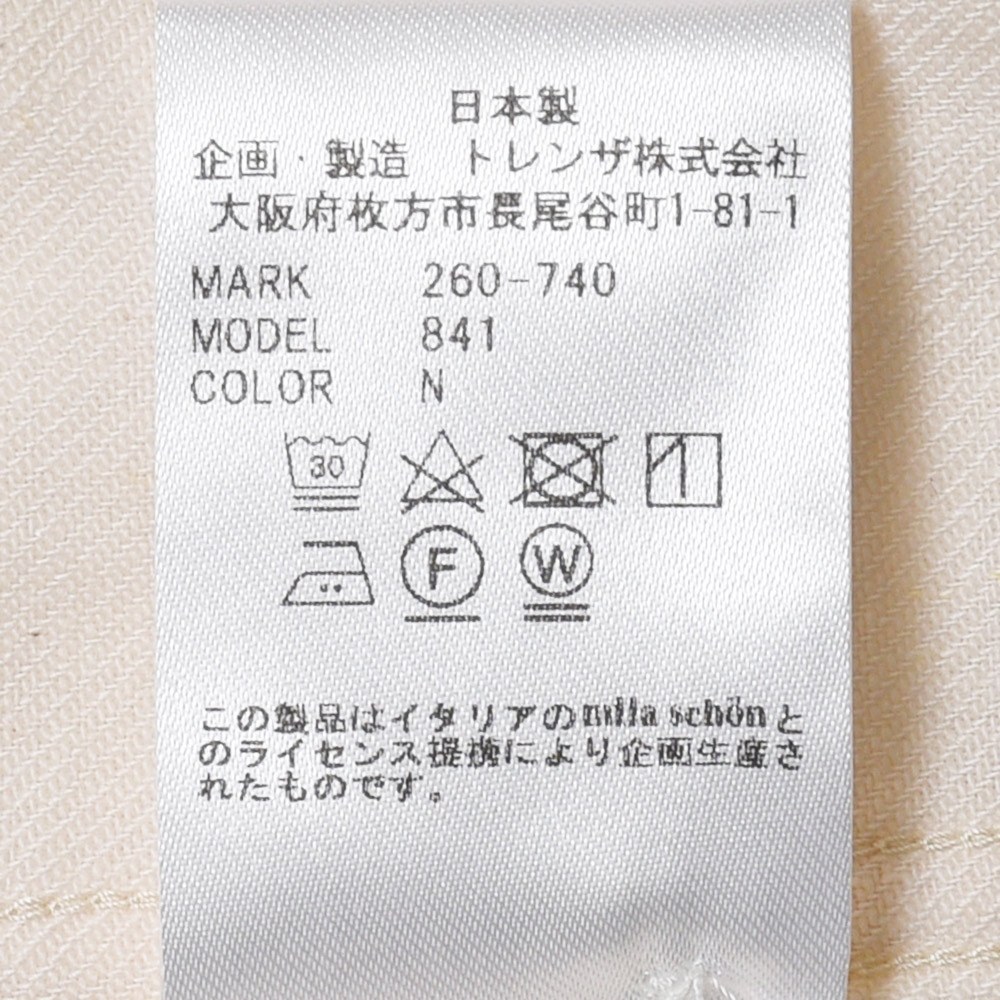 日本製
企画・製造　トレンザ株式会社
大阪府枚方市長尾谷町1-81-1
MARK 260-740
MODEL 841
COLOR N
30
F W
この製品はイタリアのmila schönと
のライセンス提携により企画生産さ
れたものです。